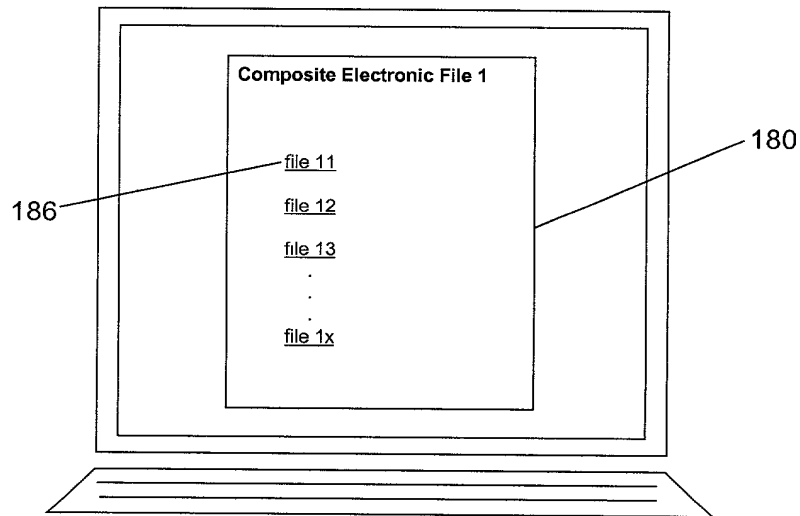 Composite Electronic File 1
file 11
180
186
file 12
file 13
.
.
.
file 1x